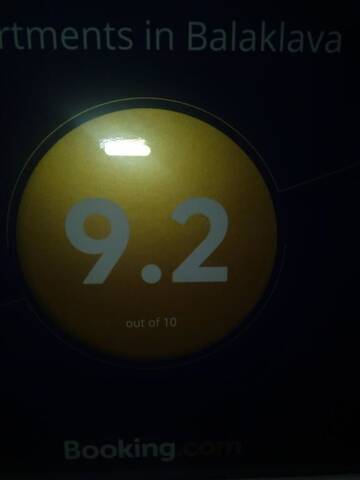 rtments in Balaklava
9.2
out of 10
Booking.com